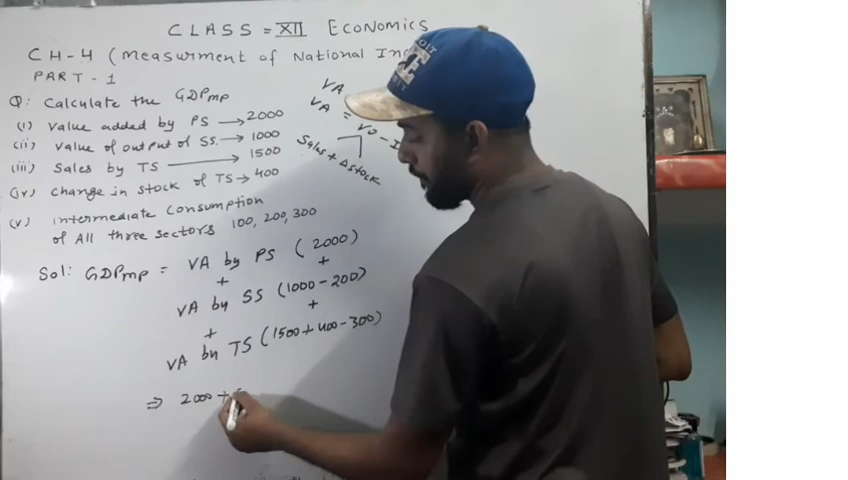 CLASS = XII ECONOMICS
CH-4 (Measurment of National Inc
PART-1
Q: Calculate the GDPmp
(i) Value added by PS → 2000
(ii) Value of output of SS. → 1000
(iii) Sales by TS → 1500
(iv) Change in stock of TS → 400
(v) Intermediate Consumption
of All three sectors 100, 200, 300
VA
VA = VO - I
Sales + Δstock
Sol: GDPmp = VA by PS (2000)
+ +
VA by SS (1000-200)
+ +
VA by TS (1500+400-300)
⇒ 2000 +